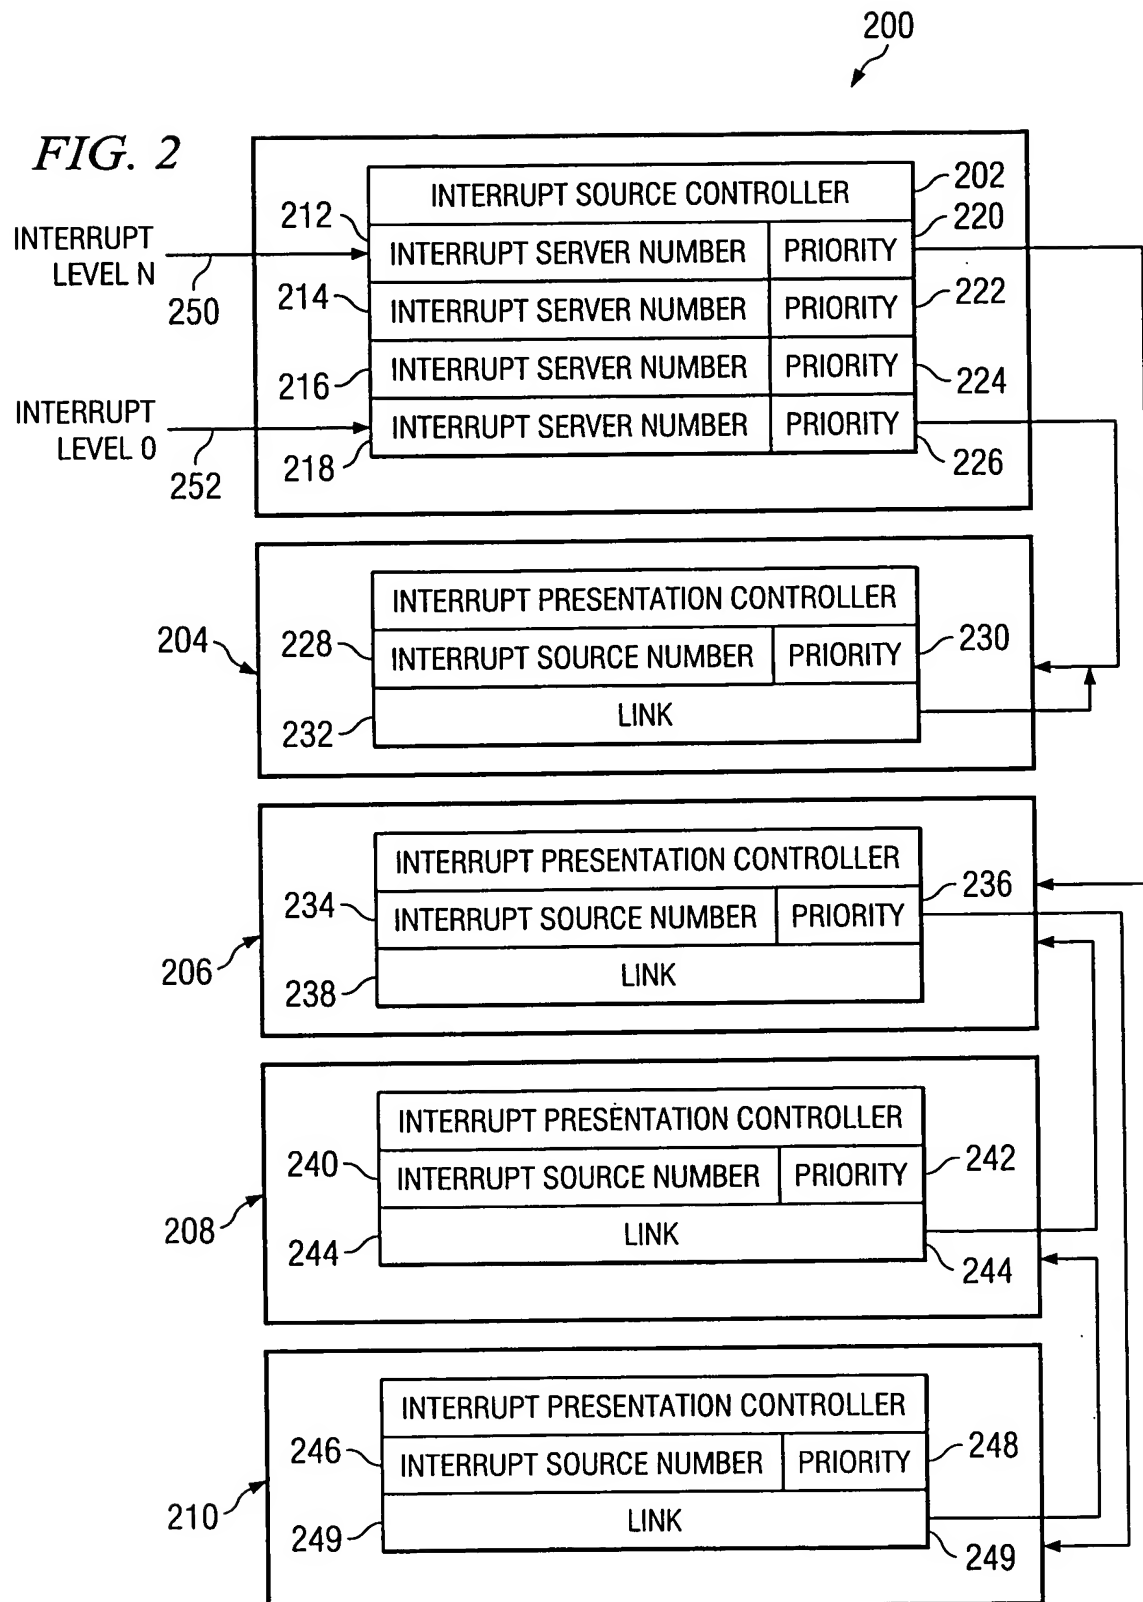 200
FIG. 2
INTERRUPT SOURCE CONTROLLER
202
212
INTERRUPT SERVER NUMBER
PRIORITY
220
INTERRUPT
LEVEL N
250
214
INTERRUPT SERVER NUMBER
PRIORITY
222
216
INTERRUPT SERVER NUMBER
PRIORITY
224
INTERRUPT
LEVEL 0
252
218
INTERRUPT SERVER NUMBER
PRIORITY
226
204
INTERRUPT PRESENTATION CONTROLLER
228
INTERRUPT SOURCE NUMBER
PRIORITY
230
232
LINK
206
INTERRUPT PRESENTATION CONTROLLER
234
INTERRUPT SOURCE NUMBER
PRIORITY
236
238
LINK
208
INTERRUPT PRESENTATION CONTROLLER
240
INTERRUPT SOURCE NUMBER
PRIORITY
242
244
LINK
244
210
INTERRUPT PRESENTATION CONTROLLER
246
INTERRUPT SOURCE NUMBER
PRIORITY
248
249
LINK
249